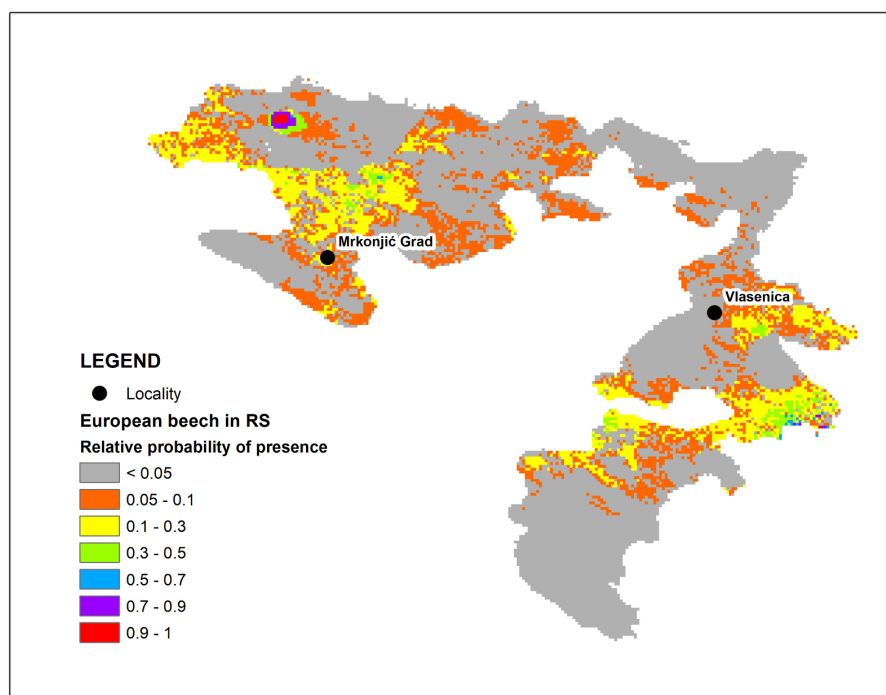 Mrkonjić Grad
Vlasenica
LEGEND
Locality
European beech in RS
Relative probability of presence
< 0.05
0.05 - 0.1
0.1 - 0.3
0.3 - 0.5
0.5 - 0.7
0.7 - 0.9
0.9 - 1